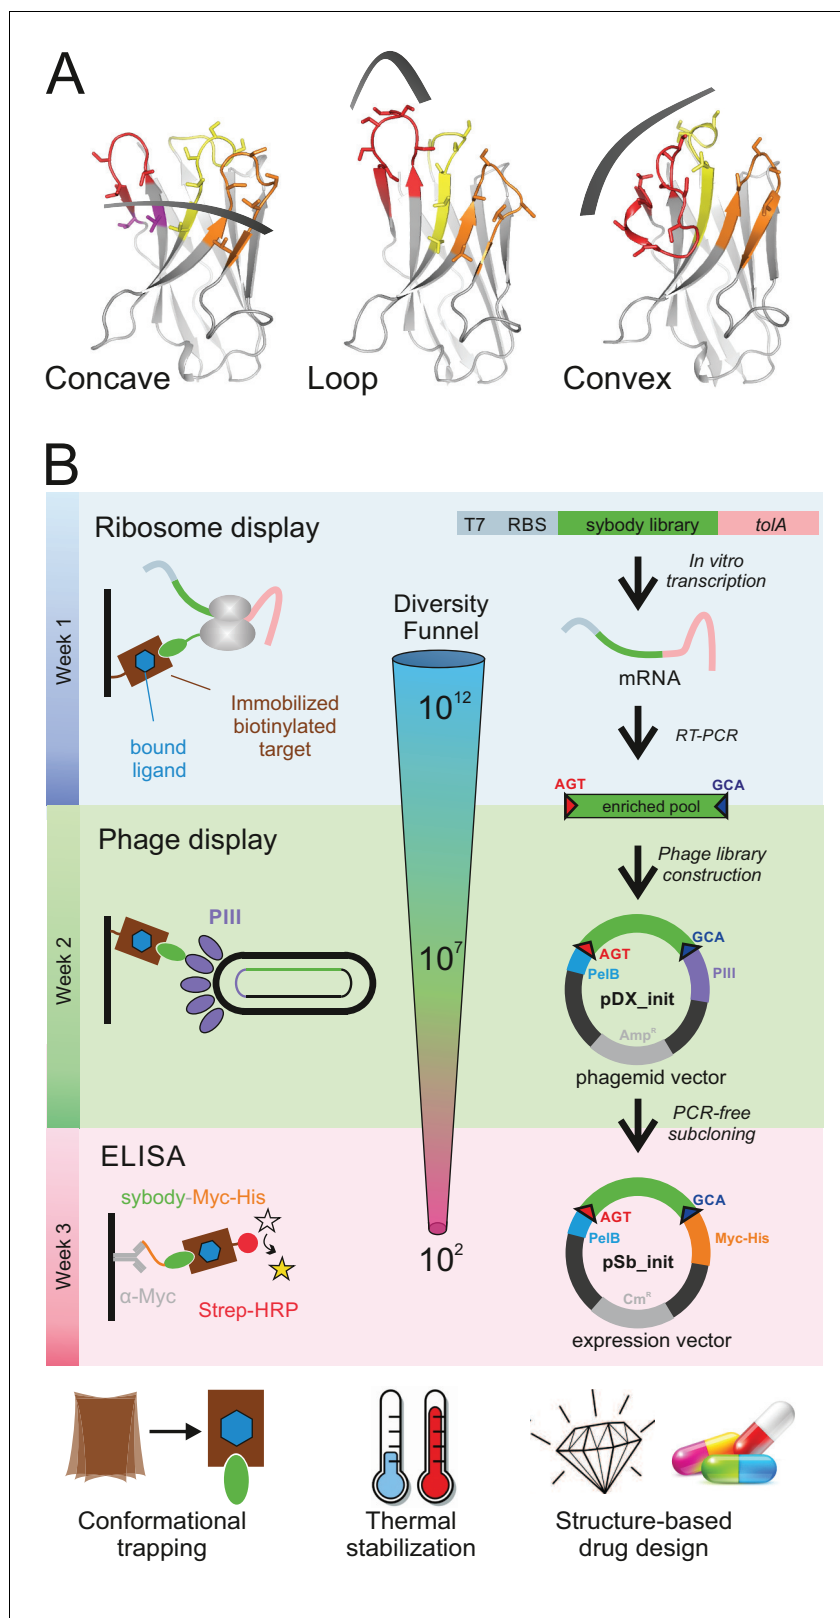 A
Concave
Loop
Convex
B
Week 1
Ribosome display
T7 RBS sybody library tolA
In vitro
transcription
mRNA
RT-PCR
AGT GCA
enriched pool
Immobilized
biotinylated
target
bound
ligand
Diversity
Funnel
10¹²
10⁷
10²
Week 2
Phage display
PIII
Phage library
construction
GCA
AGT
PelB
PIII
pDX_init
Ampᴿ
phagemid vector
PCR-free
subcloning
Week 3
ELISA
sybody-Myc-His
α-Myc
Strep-HRP
GCA
AGT
PelB
Myc-His
pSb_init
Cmᴿ
expression vector
Conformational
trapping
Thermal
stabilization
Structure-based
drug design